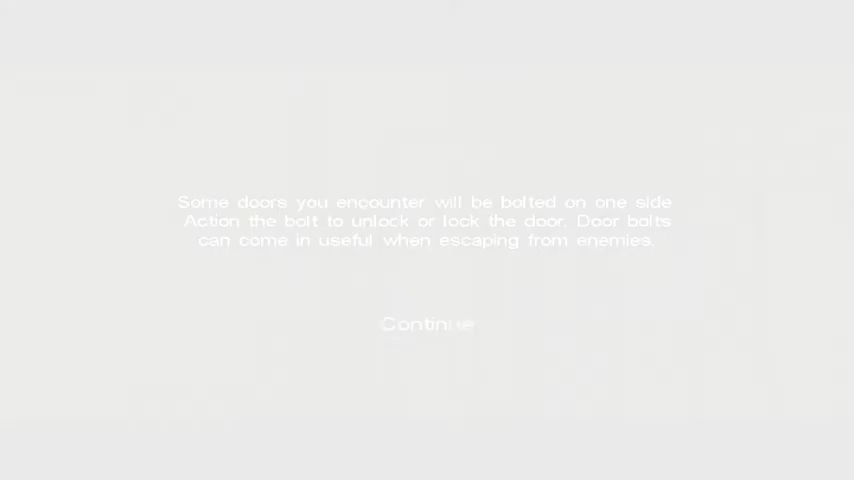 Some doors you encounter will be bolted on one side
Action the bolt to unlock or lock the door. Door bolts
can come in useful when escaping from enemies.
Continue